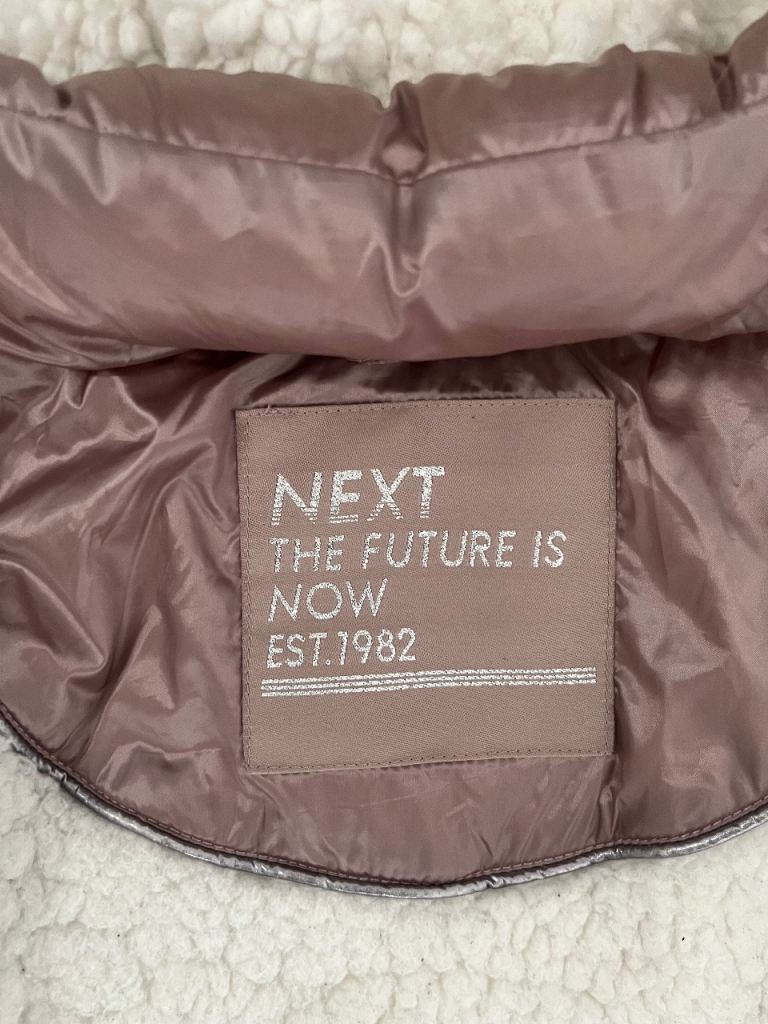 NEXT
THE FUTURE IS
NOW
EST.1982